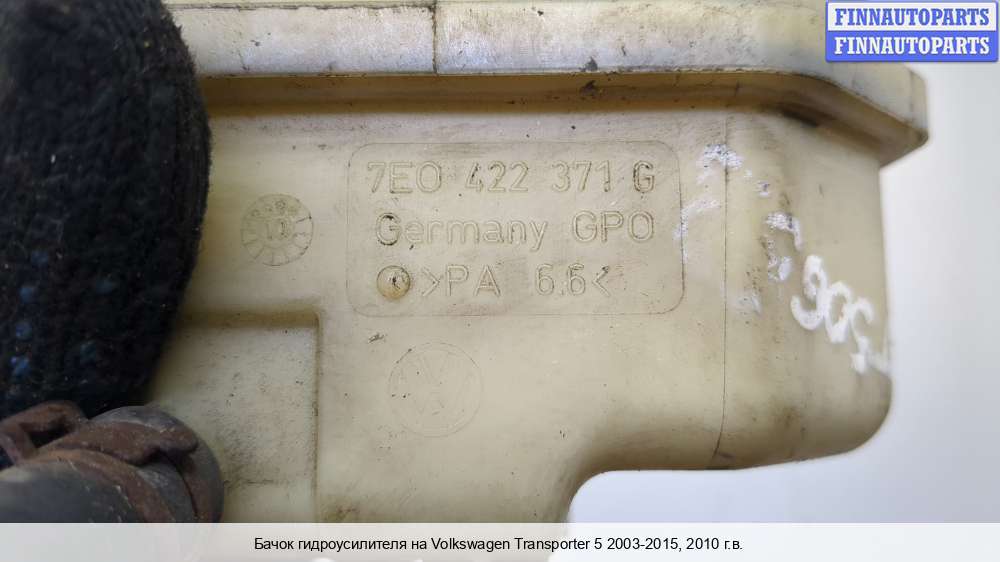 FINNAUTOPARTS
FINNAUTOPARTS
7E0 422 371 G
Germany GPO
>PA 6.6<
Бачок гидроусилителя на Volkswagen Transporter 5 2003-2015, 2010 г.в.